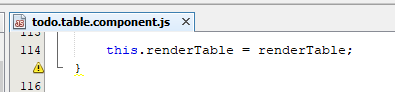 todo.table.component.js
113
114 this.renderTable = renderTable;
}
116